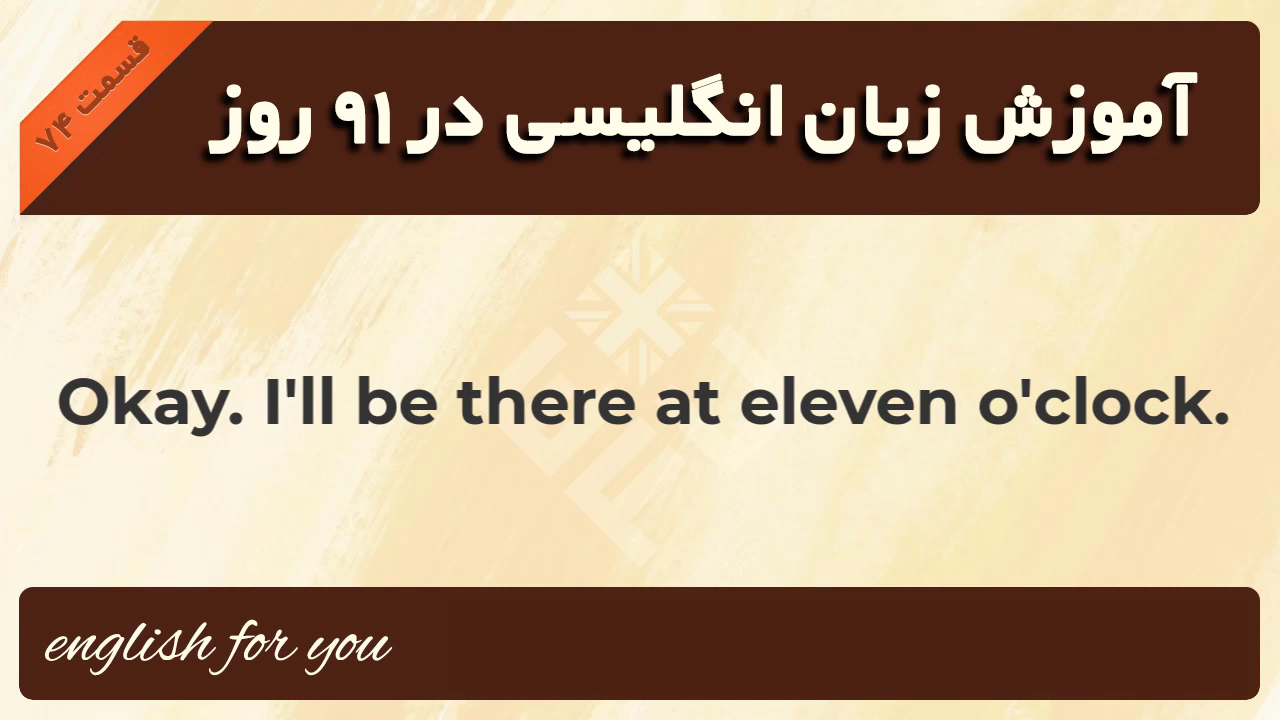 قسمت ۷۴
آموزش زبان انگلیسی در ۹۱ روز
Okay. I'll be there at eleven o'clock.
english for you